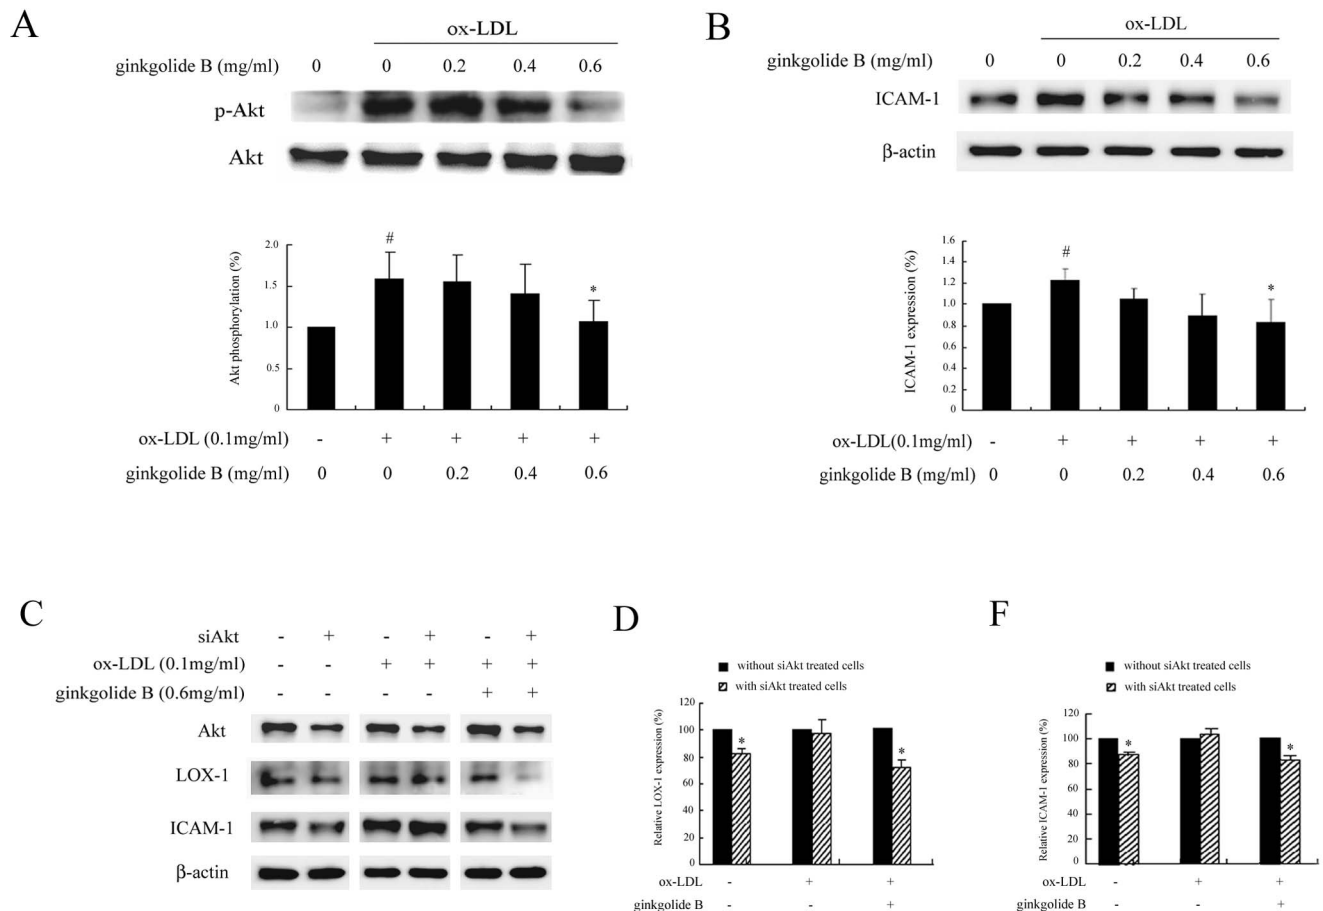 A
ox-LDL
ginkgolide B (mg/ml) 0 0 0.2 0.4 0.6
p-Akt
Akt
Akt phosphorylation (%)
2.0
1.5
1.0
0.5
0
#
*
ox-LDL (0.1mg/ml) - + + + +
ginkgolide B (mg/ml) 0 0 0.2 0.4 0.6
B
ox-LDL
ginkgolide B (mg/ml) 0 0 0.2 0.4 0.6
ICAM-1
β-actin
ICAM-1 expression (%)
1.6
1.4
1.2
1.0
0.8
0.6
0.4
0.2
0
#
*
ox-LDL(0.1mg/ml) - + + + +
ginkgolide B (mg/ml) 0 0 0.2 0.4 0.6
C
siAkt - + - + - +
ox-LDL (0.1mg/ml) - - + + + +
ginkgolide B (0.6mg/ml) - - - - + +
Akt
LOX-1
ICAM-1
β-actin
D
without siAkt treated cells
with siAkt treated cells
Relative LOX-1 expression (%)
120
100
80
60
40
20
0
*
*
ox-LDL - + +
ginkgolide B +
F
without siAkt treated cells
with siAkt treated cells
Relative ICAM-1 expression (%)
120
100
80
60
40
20
0
*
*
ox-LDL - + +
ginkgolide B +